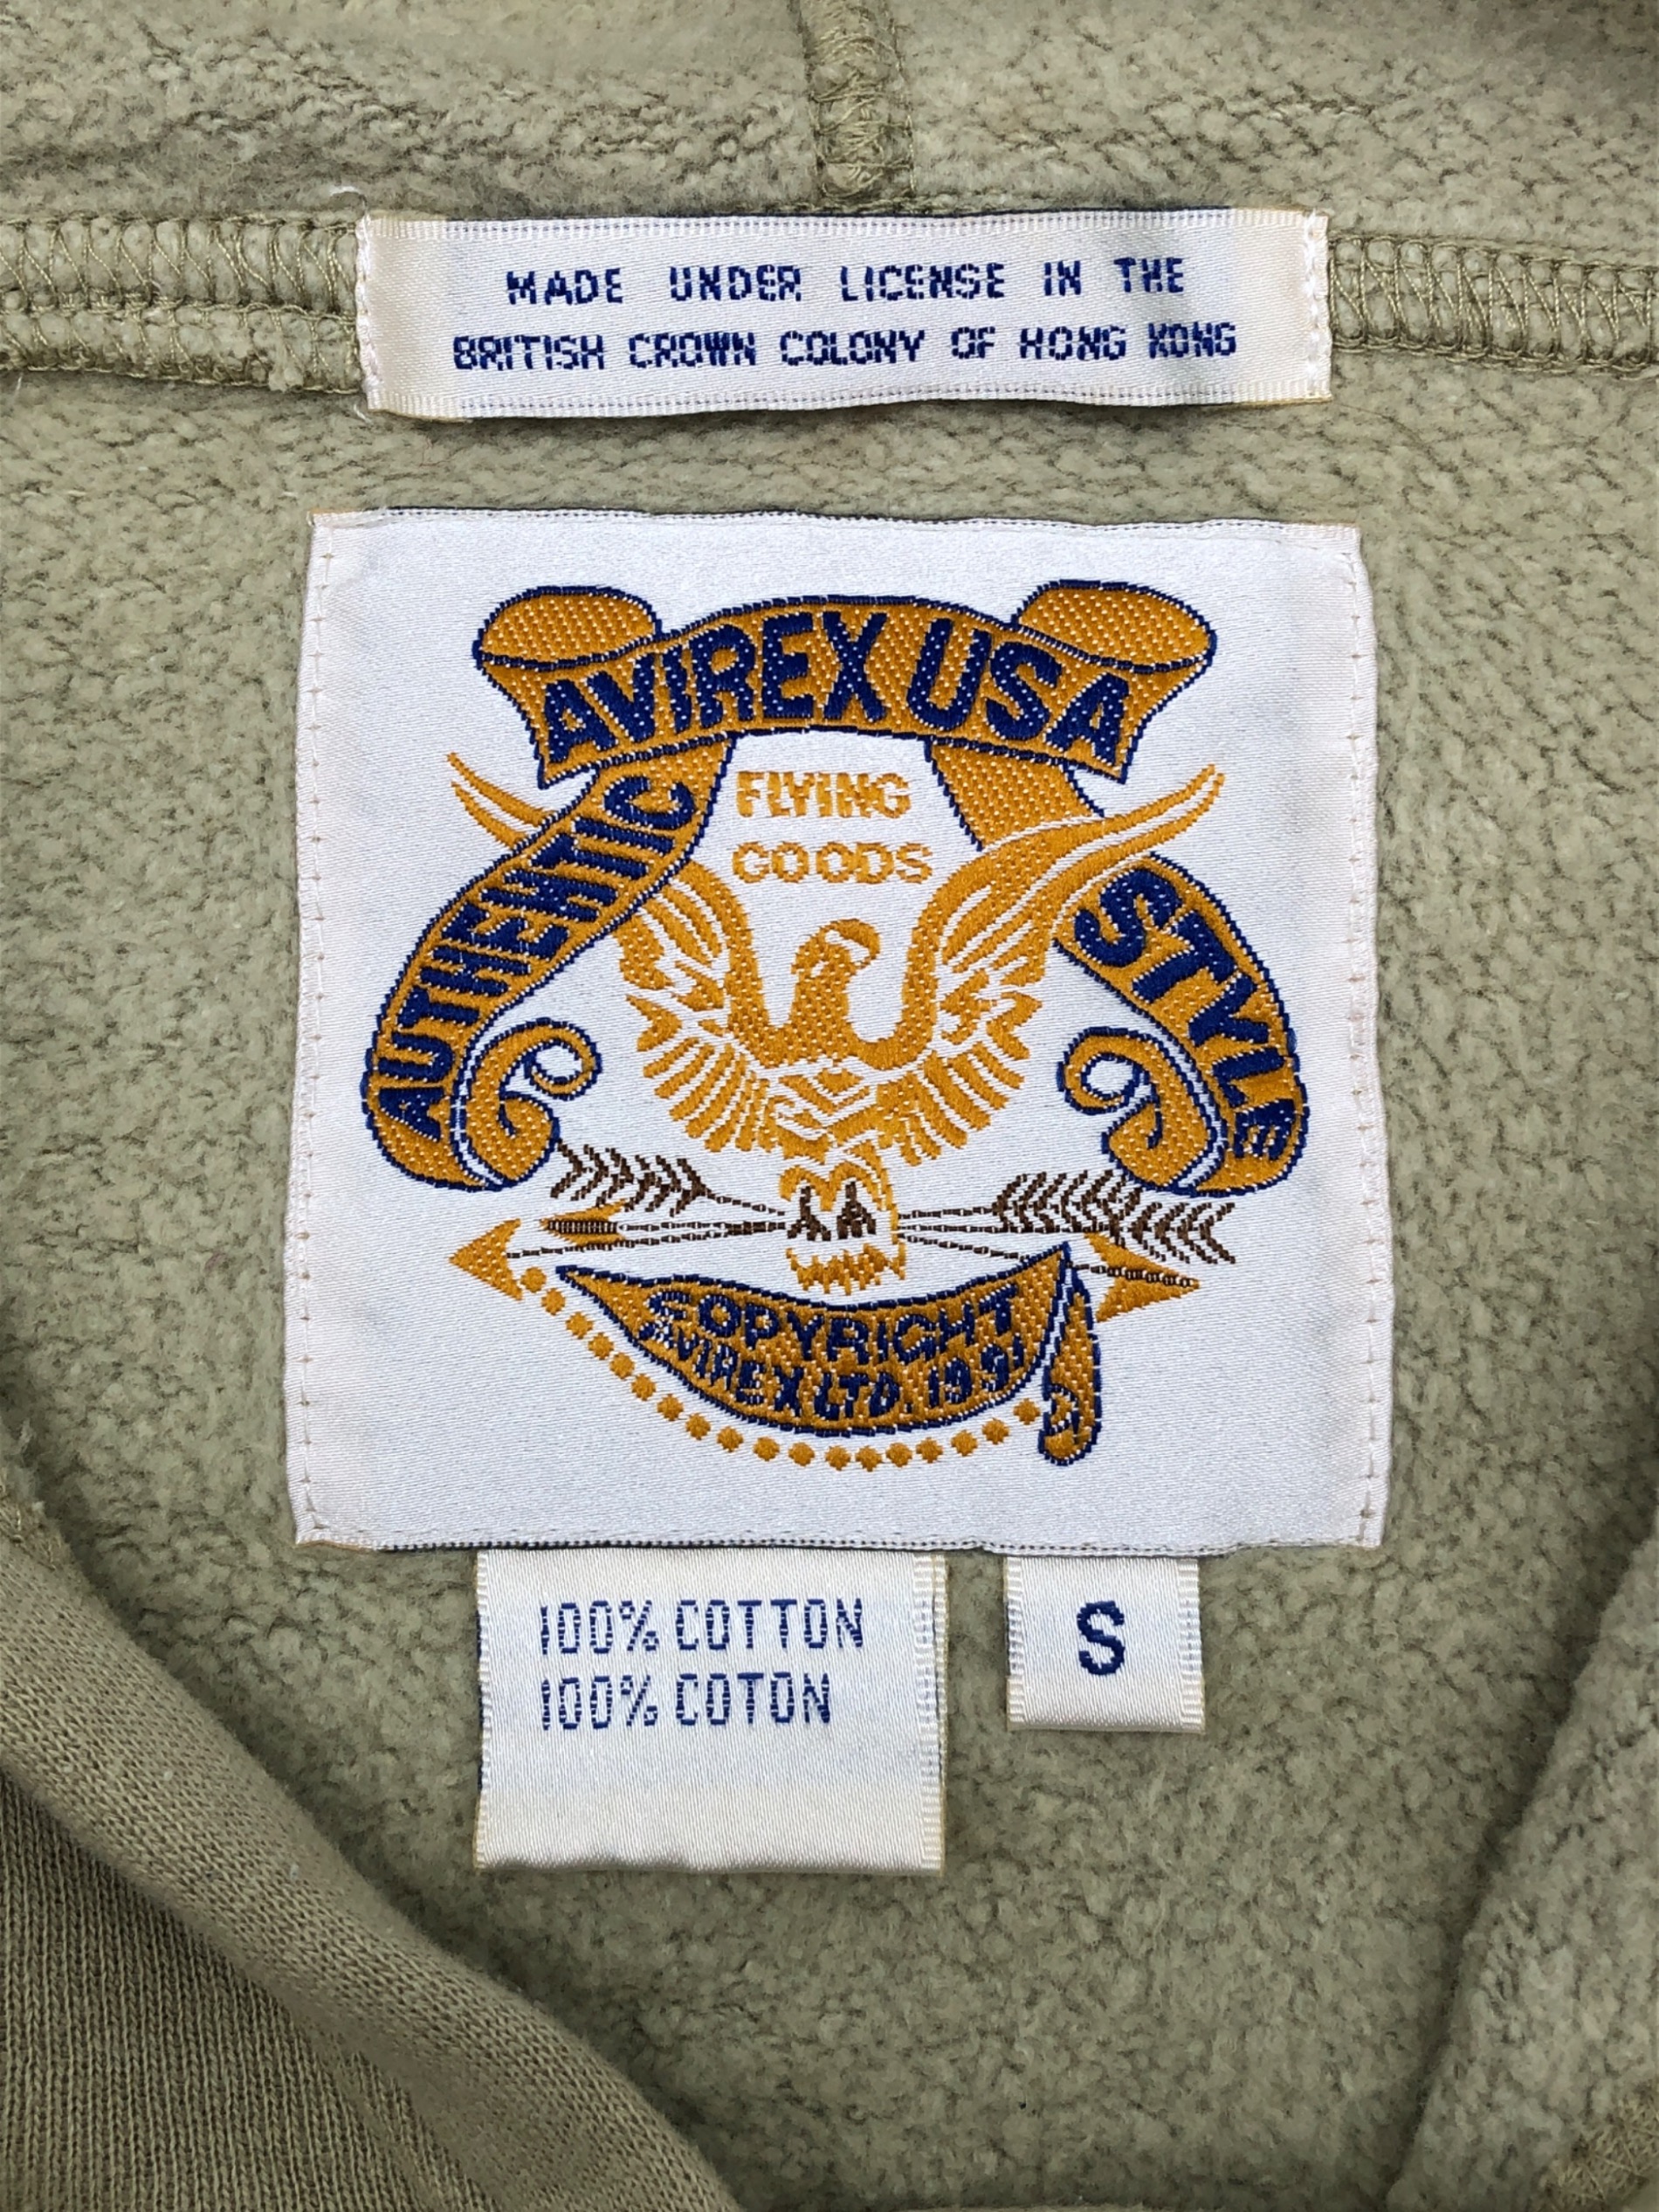 MADE UNDER LICENSE IN THE
BRITISH CROWN COLONY OF HONG KONG
AVIREX USA
AUTHENTIC
FLYING
GOODS
STYLE
COPYRIGHT
AVIREX LTD. 1991
100% COTTON
100% COTON
S